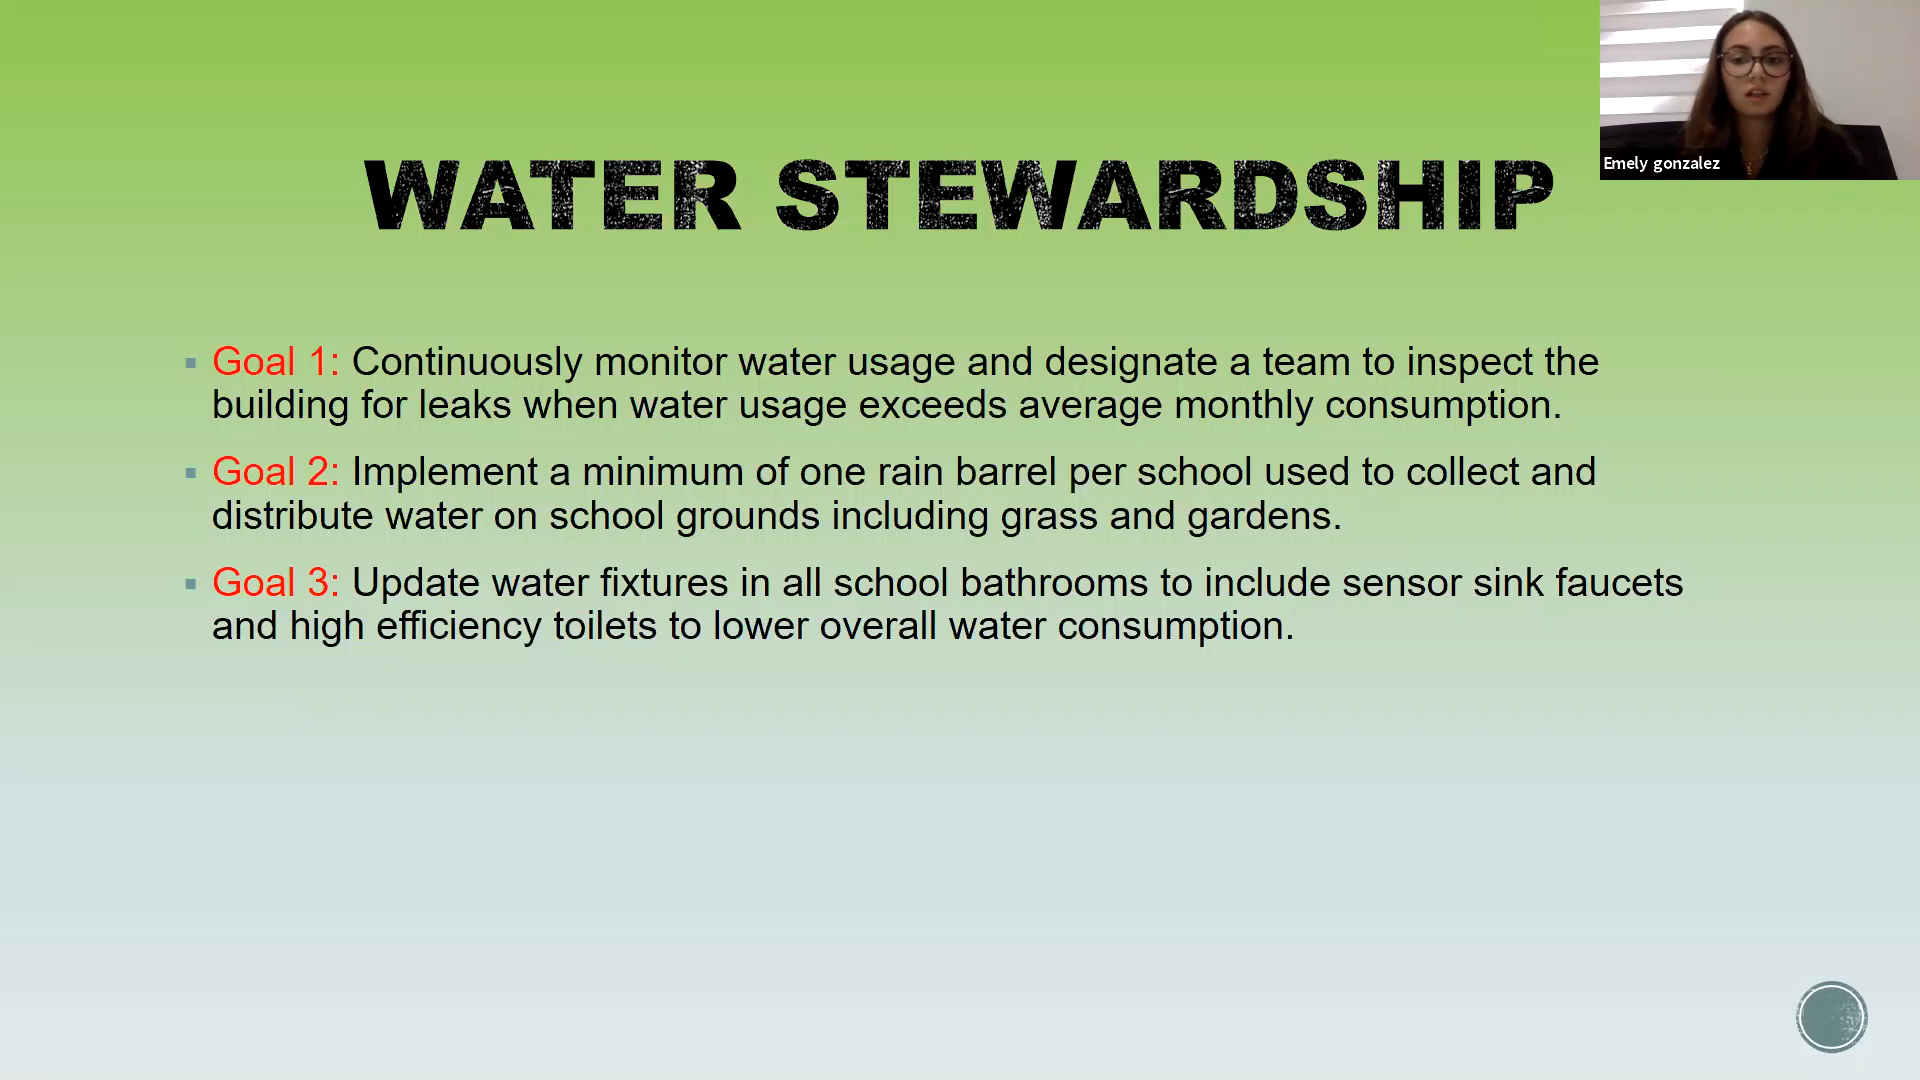 Emely gonzalez
WATER STEWARDSHIP
Goal 1: Continuously monitor water usage and designate a team to inspect the
building for leaks when water usage exceeds average monthly consumption.
Goal 2: Implement a minimum of one rain barrel per school used to collect and
distribute water on school grounds including grass and gardens.
Goal 3: Update water fixtures in all school bathrooms to include sensor sink faucets
and high efficiency toilets to lower overall water consumption.